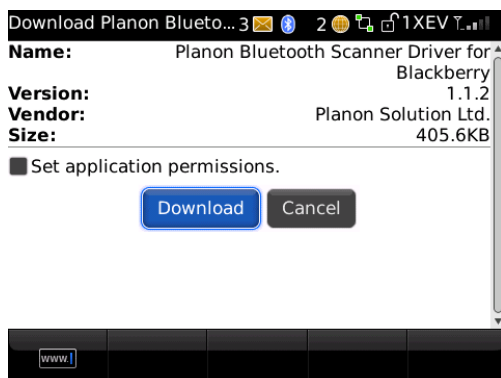 Download Planon Blueto... 3 2 1XEV
Name: Planon Bluetooth Scanner Driver for
Blackberry
Version: 1.1.2
Vendor: Planon Solution Ltd.
Size: 405.6KB
Set application permissions.
Download Cancel
www.